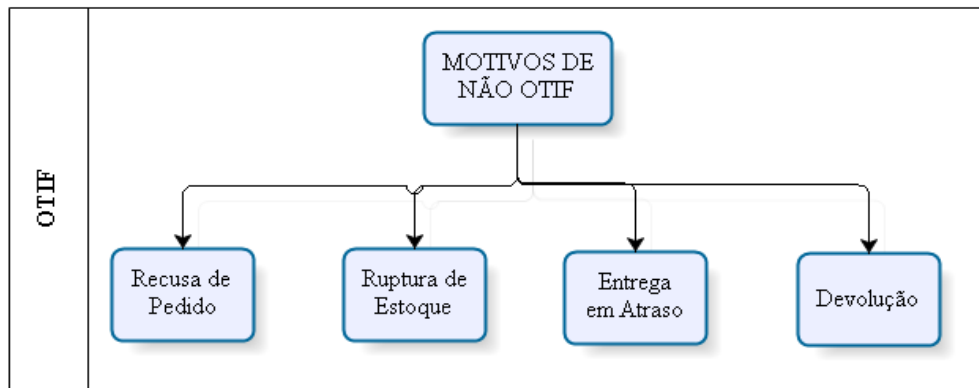 OTIF
MOTIVOS DE
NÃO OTIF
Recusa de
Pedido
Ruptura de
Estoque
Entrega
em Atraso
Devolução